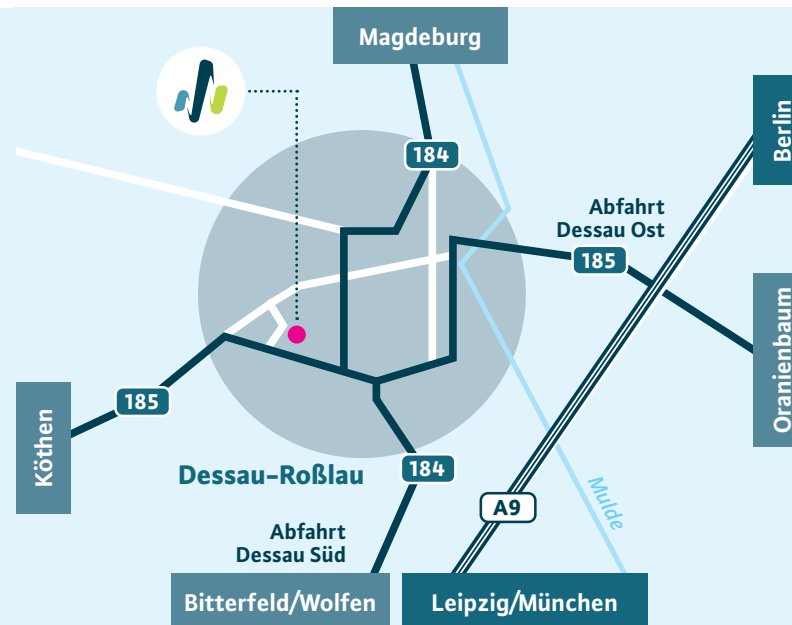 Magdeburg
Berlin
184
Abfahrt
Dessau Ost
185
Oranienbaum
185
Köthen
Dessau-Roßlau
184
Mulde
A9
Abfahrt
Dessau Süd
Bitterfeld/Wolfen
Leipzig/München